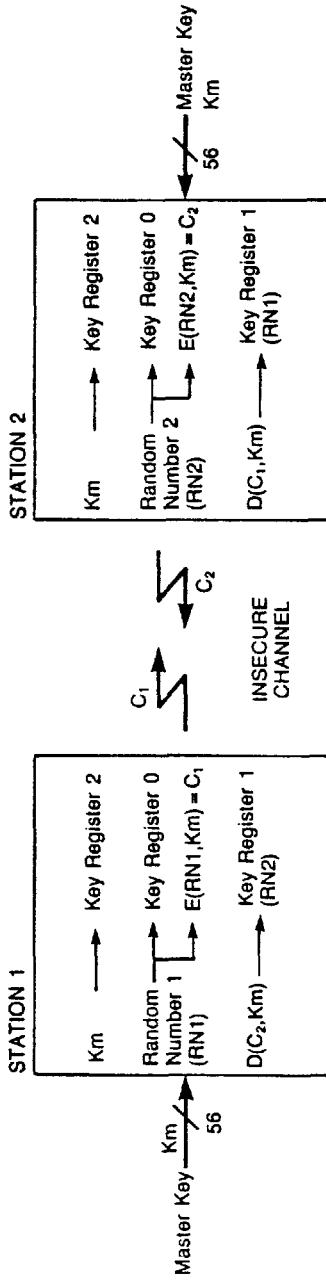 STATION 1
Master Key
Km
56
Km
Key Register 2
Random
Number 1
(RN1)
Key Register 0
E(RN1,Km) = C1
D(C2,Km)
Key Register 1
(RN2)
C1
C2
INSECURE
CHANNEL
STATION 2
Km
Key Register 2
Random
Number 2
(RN2)
Key Register 0
E(RN2,Km) = C2
D(C1,Km)
Key Register 1
(RN1)
Master Key
Km
56